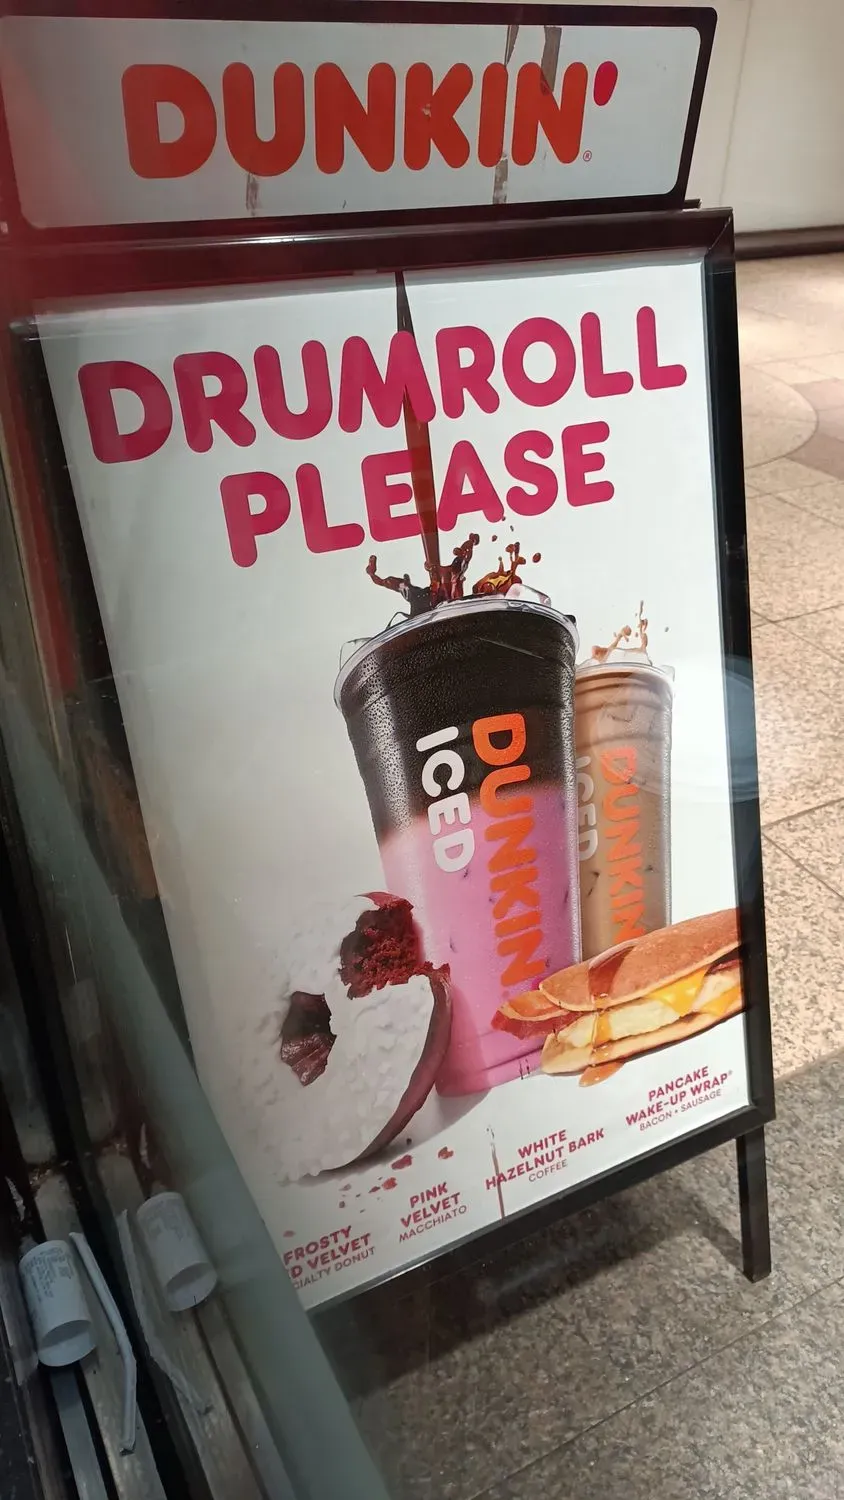 DUNKIN'®
DRUMROLL
PLEASE
ICED
DUNKIN'
ICED
DUNKIN'
FROSTY
D VELVET
CIALTY DONUT
PINK
VELVET
MACCHIATO
WHITE
HAZELNUT BARK
COFFEE
PANCAKE
WAKE-UP WRAP®
BACON • SAUSAGE